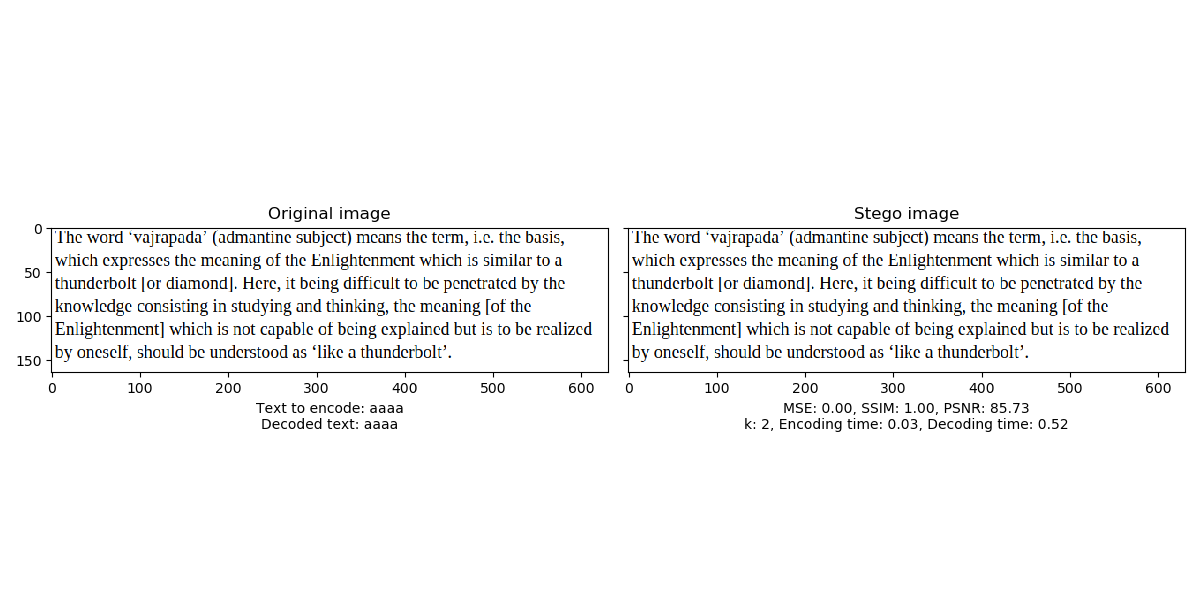 Original image
0
50
100
150
The word ‘vajrapada’ (admantine subject) means the term, i.e. the basis,
which expresses the meaning of the Enlightenment which is similar to a
thunderbolt [or diamond]. Here, it being difficult to be penetrated by the
knowledge consisting in studying and thinking, the meaning [of the
Enlightenment] which is not capable of being explained but is to be realized
by oneself, should be understood as ‘like a thunderbolt’.
0 100 200 300 400 500 600
Text to encode: aaaa
Decoded text: aaaa
Stego image
The word ‘vajrapada’ (admantine subject) means the term, i.e. the basis,
which expresses the meaning of the Enlightenment which is similar to a
thunderbolt [or diamond]. Here, it being difficult to be penetrated by the
knowledge consisting in studying and thinking, the meaning [of the
Enlightenment] which is not capable of being explained but is to be realized
by oneself, should be understood as ‘like a thunderbolt’.
0 100 200 300 400 500 600
MSE: 0.00, SSIM: 1.00, PSNR: 85.73
k: 2, Encoding time: 0.03, Decoding time: 0.52